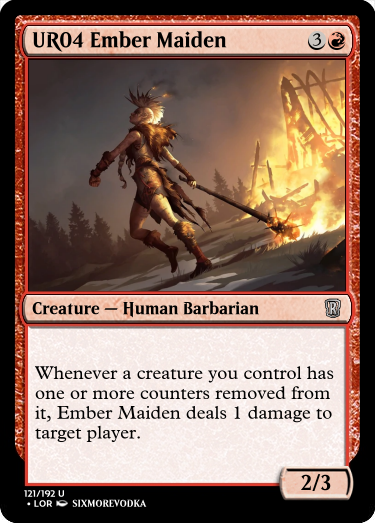 UR04 Ember Maiden 3
Creature — Human Barbarian
Whenever a creature you control has
one or more counters removed from
it, Ember Maiden deals 1 damage to
target player.
2/3
121/192 U
• LOR SIXMOREVODKA